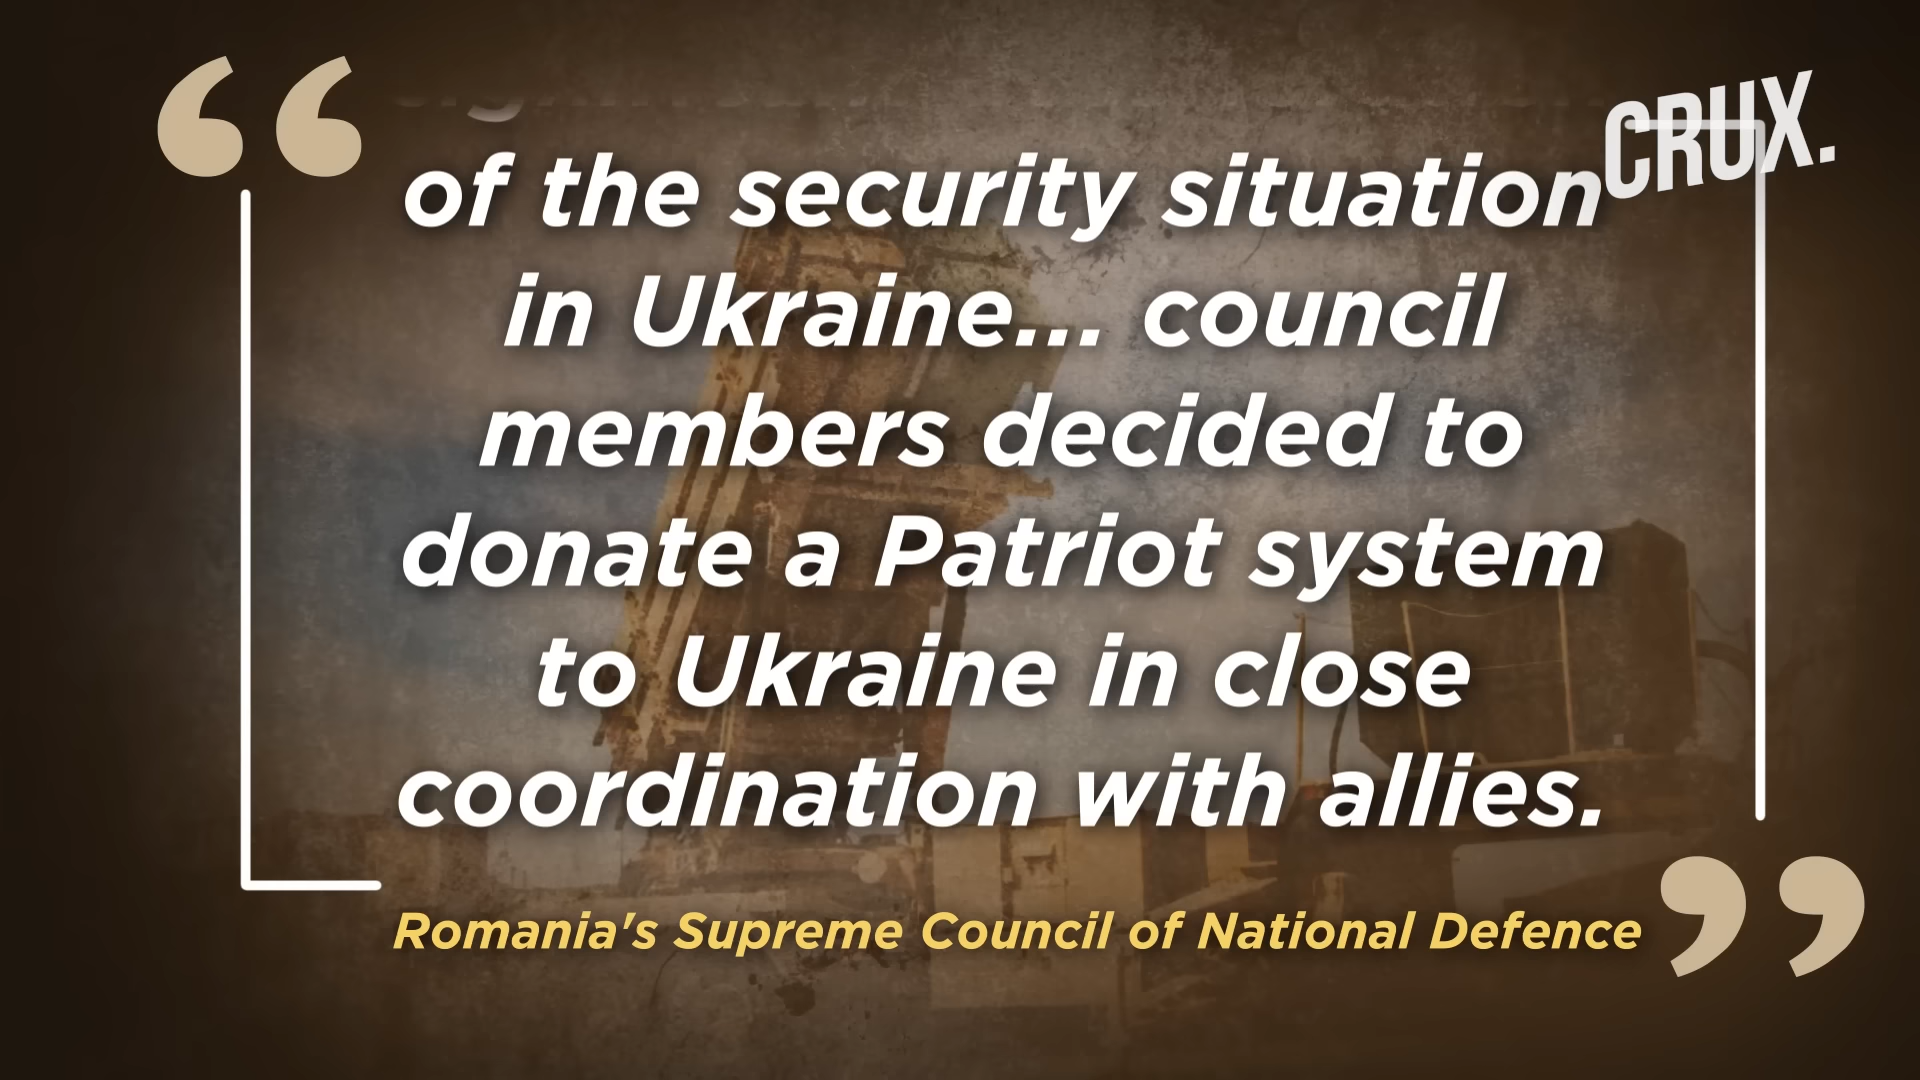 CRUX.
of the security situation
in Ukraine... council
members decided to
donate a Patriot system
to Ukraine in close
coordination with allies.
Romania's Supreme Council of National Defence